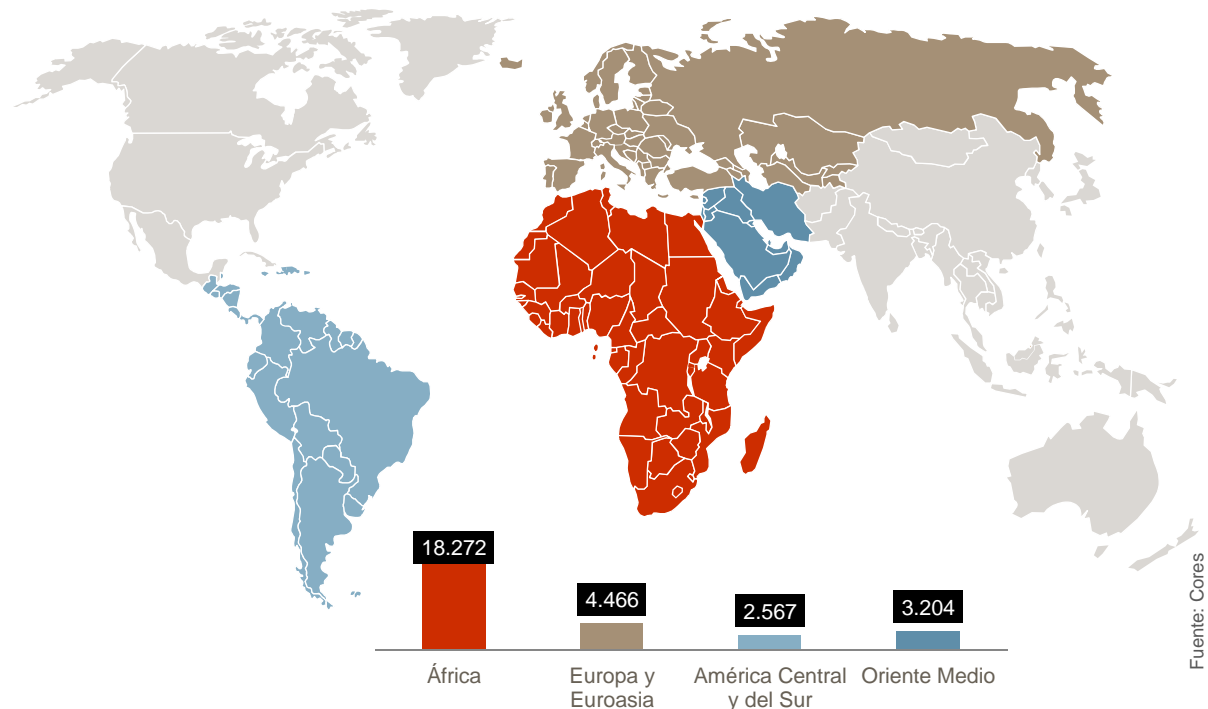 18.272
4.466
2.567
3.204
África
Europa y
Euroasia
América Central
y del Sur
Oriente Medio
Fuente: Cores